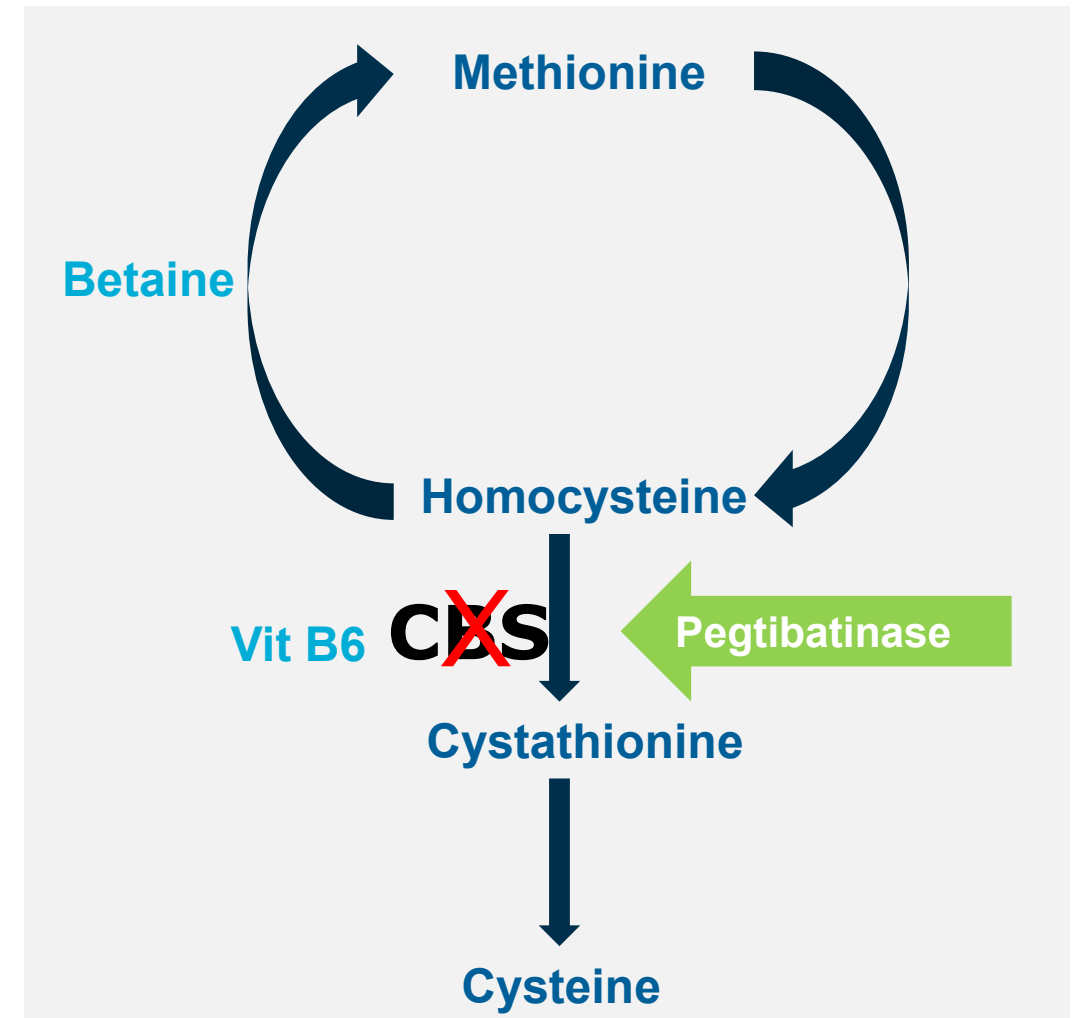 Methionine
Betaine
Homocysteine
Vit B6 CBS
Pegtibatinase
Cystathionine
Cysteine